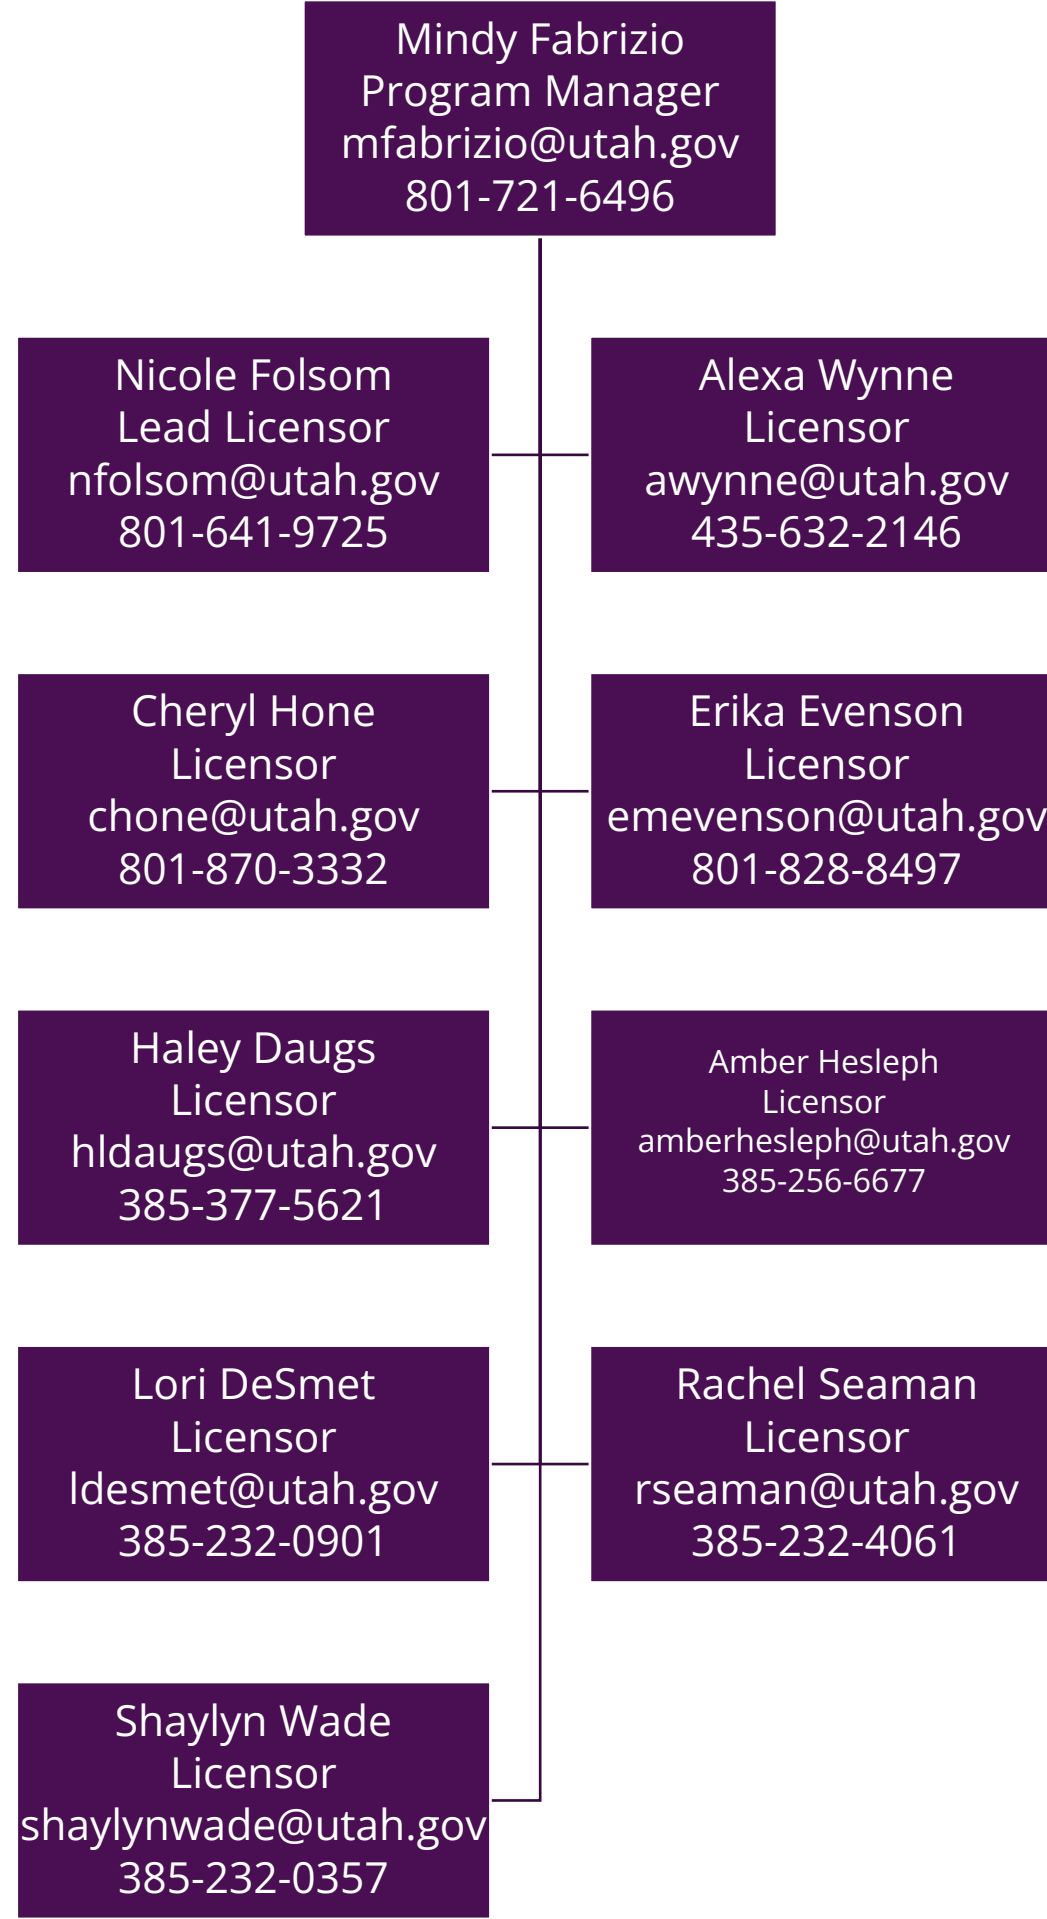 Mindy Fabrizio
Program Manager
mfabrizio@utah.gov
801-721-6496
Nicole Folsom
Lead Licensor
nfolsom@utah.gov
801-641-9725
Alexa Wynne
Licensor
awynne@utah.gov
435-632-2146
Cheryl Hone
Licensor
chone@utah.gov
801-870-3332
Erika Evenson
Licensor
emevenson@utah.gov
801-828-8497
Haley Daugs
Licensor
hldaugs@utah.gov
385-377-5621
Amber Hesleph
Licensor
amberhesleph@utah.gov
385-256-6677
Lori DeSmet
Licensor
ldesmet@utah.gov
385-232-0901
Rachel Seaman
Licensor
rseaman@utah.gov
385-232-4061
Shaylyn Wade
Licensor
shaylynwade@utah.gov
385-232-0357